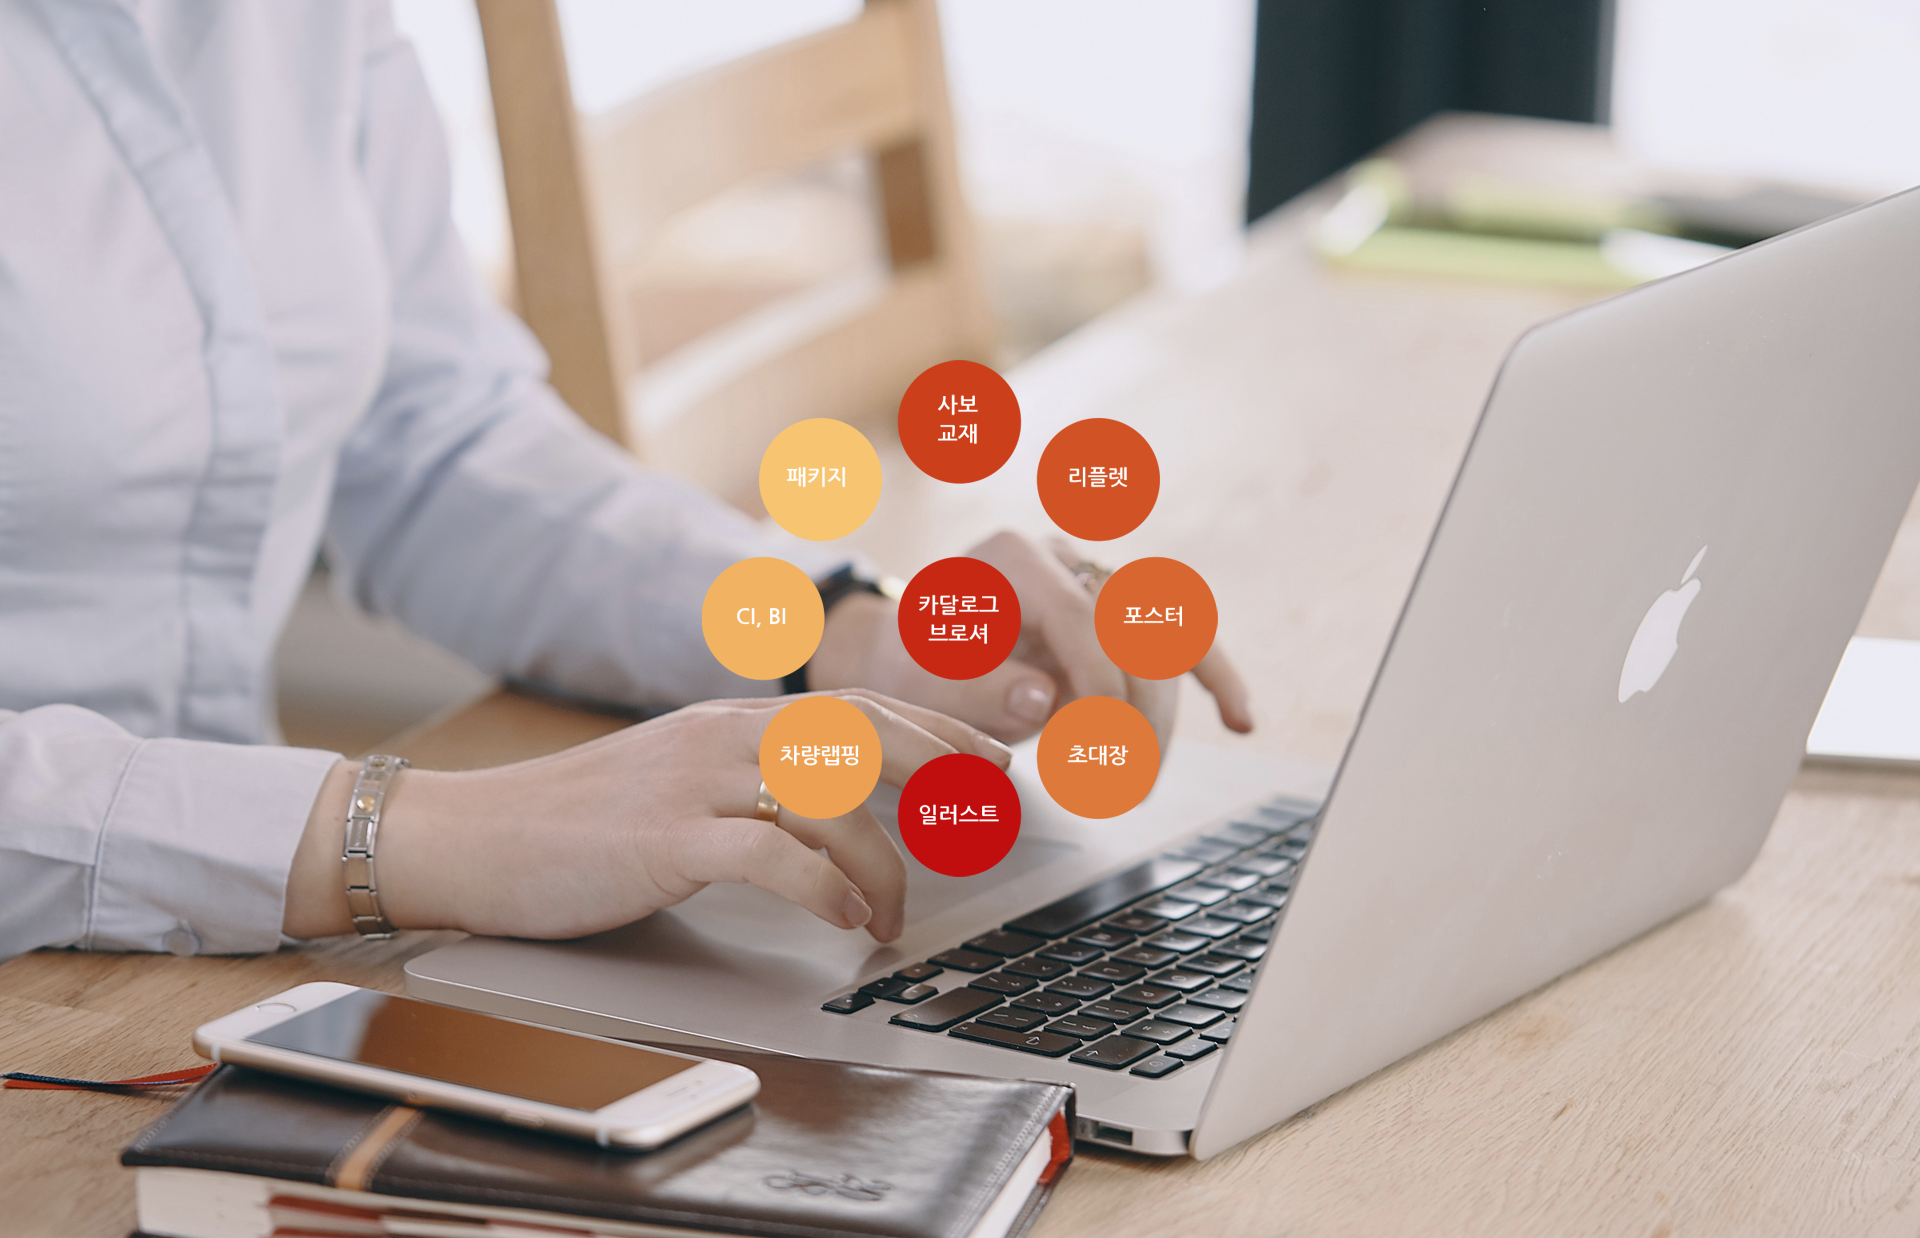 사보
교재
패키지
리플렛
CI, BI
카달로그
브로셔
포스터
차량랩핑
초대장
일러스트